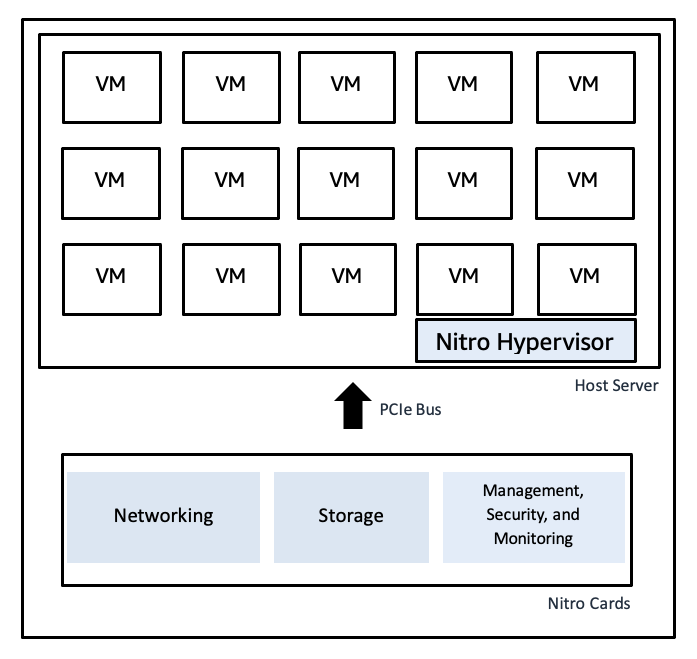 VM VM VM VM VM
VM VM VM VM VM
VM VM VM VM VM
Nitro Hypervisor
Host Server
PCIe Bus
Networking
Storage
Management,
Security, and
Monitoring
Nitro Cards